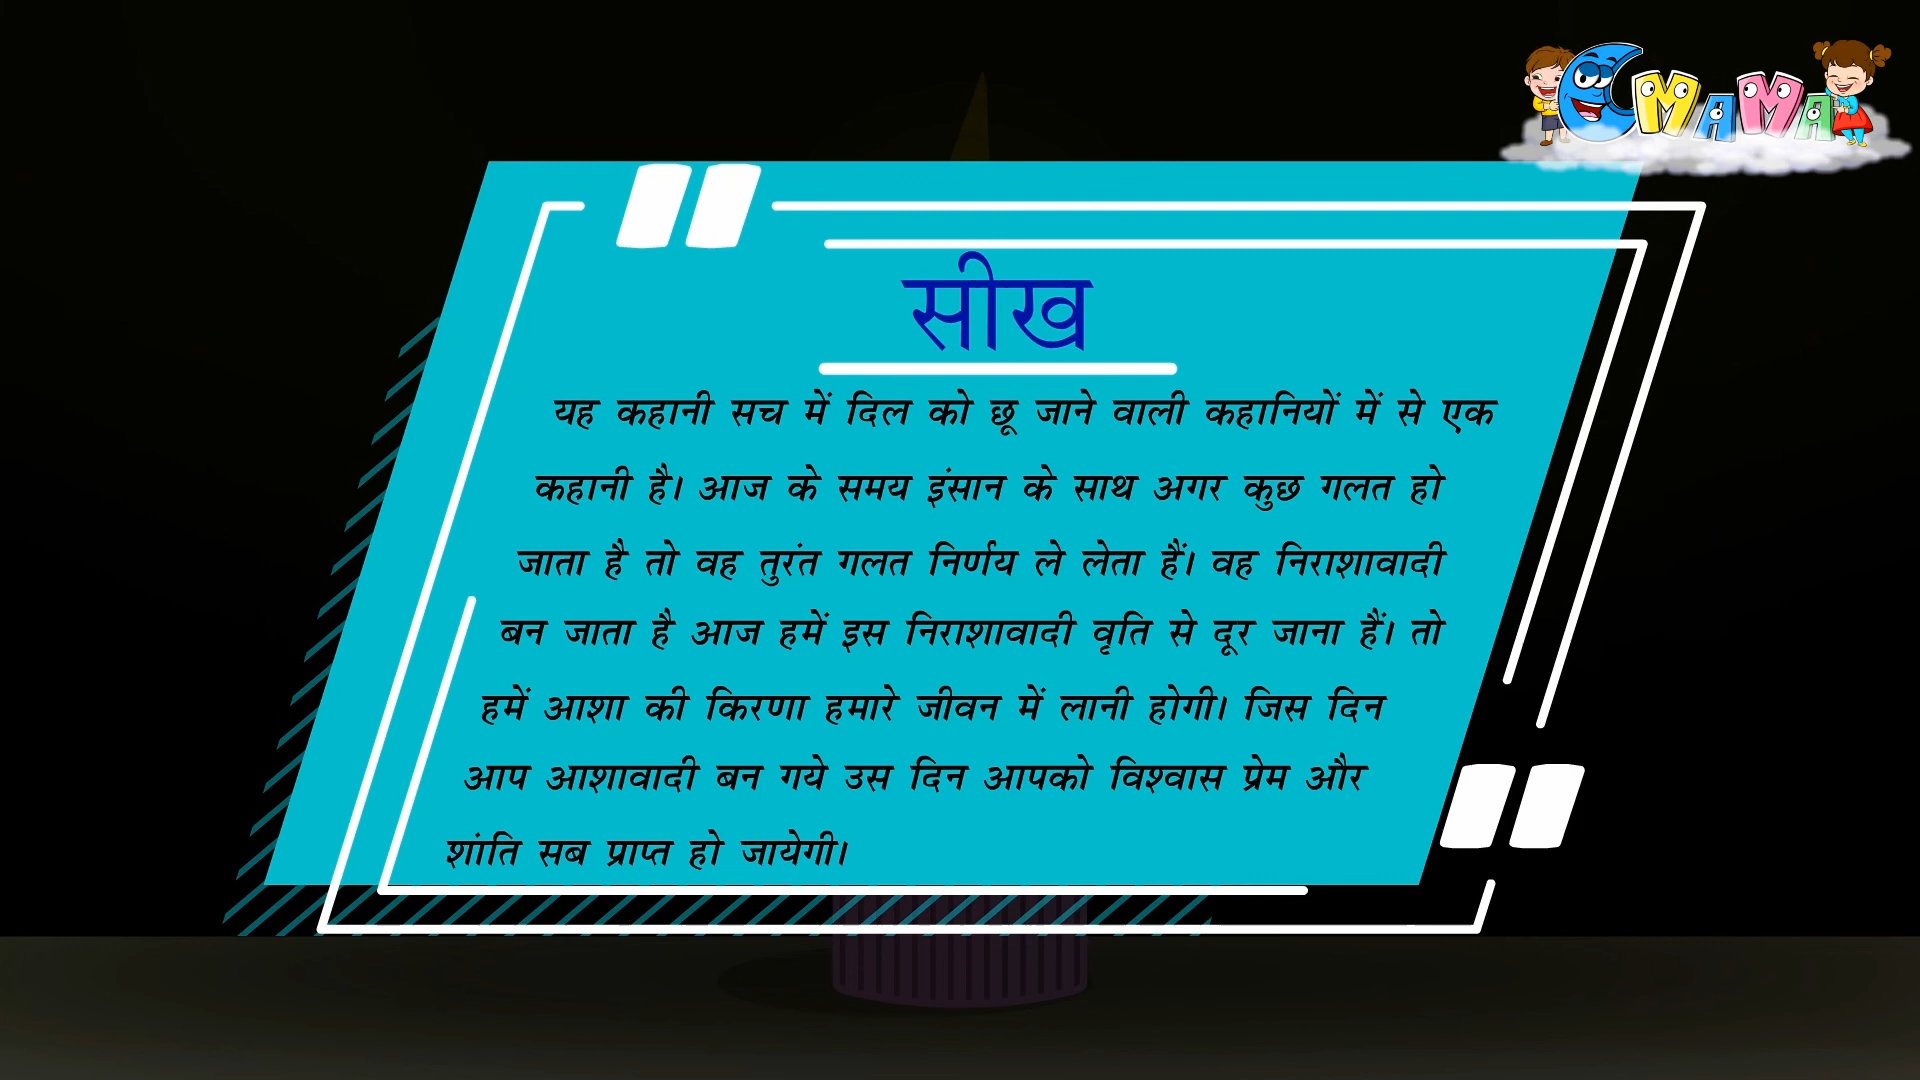 CMAMA
सीख
यह कहानी सच में दिल को छू जाने वाली कहानियों में से एक
कहानी है। आज के समय इंसान के साथ अगर कुछ गलत हो
जाता है तो वह तुरंत गलत निर्णय ले लेता हैं। वह निराशावादी
बन जाता है आज हमें इस निराशावादी वृति से दूर जाना हैं। तो
हमें आशा की किरणा हमारे जीवन में लानी होगी। जिस दिन
आप आशावादी बन गये उस दिन आपको विश्वास प्रेम और
शांति सब प्राप्त हो जायेगी।